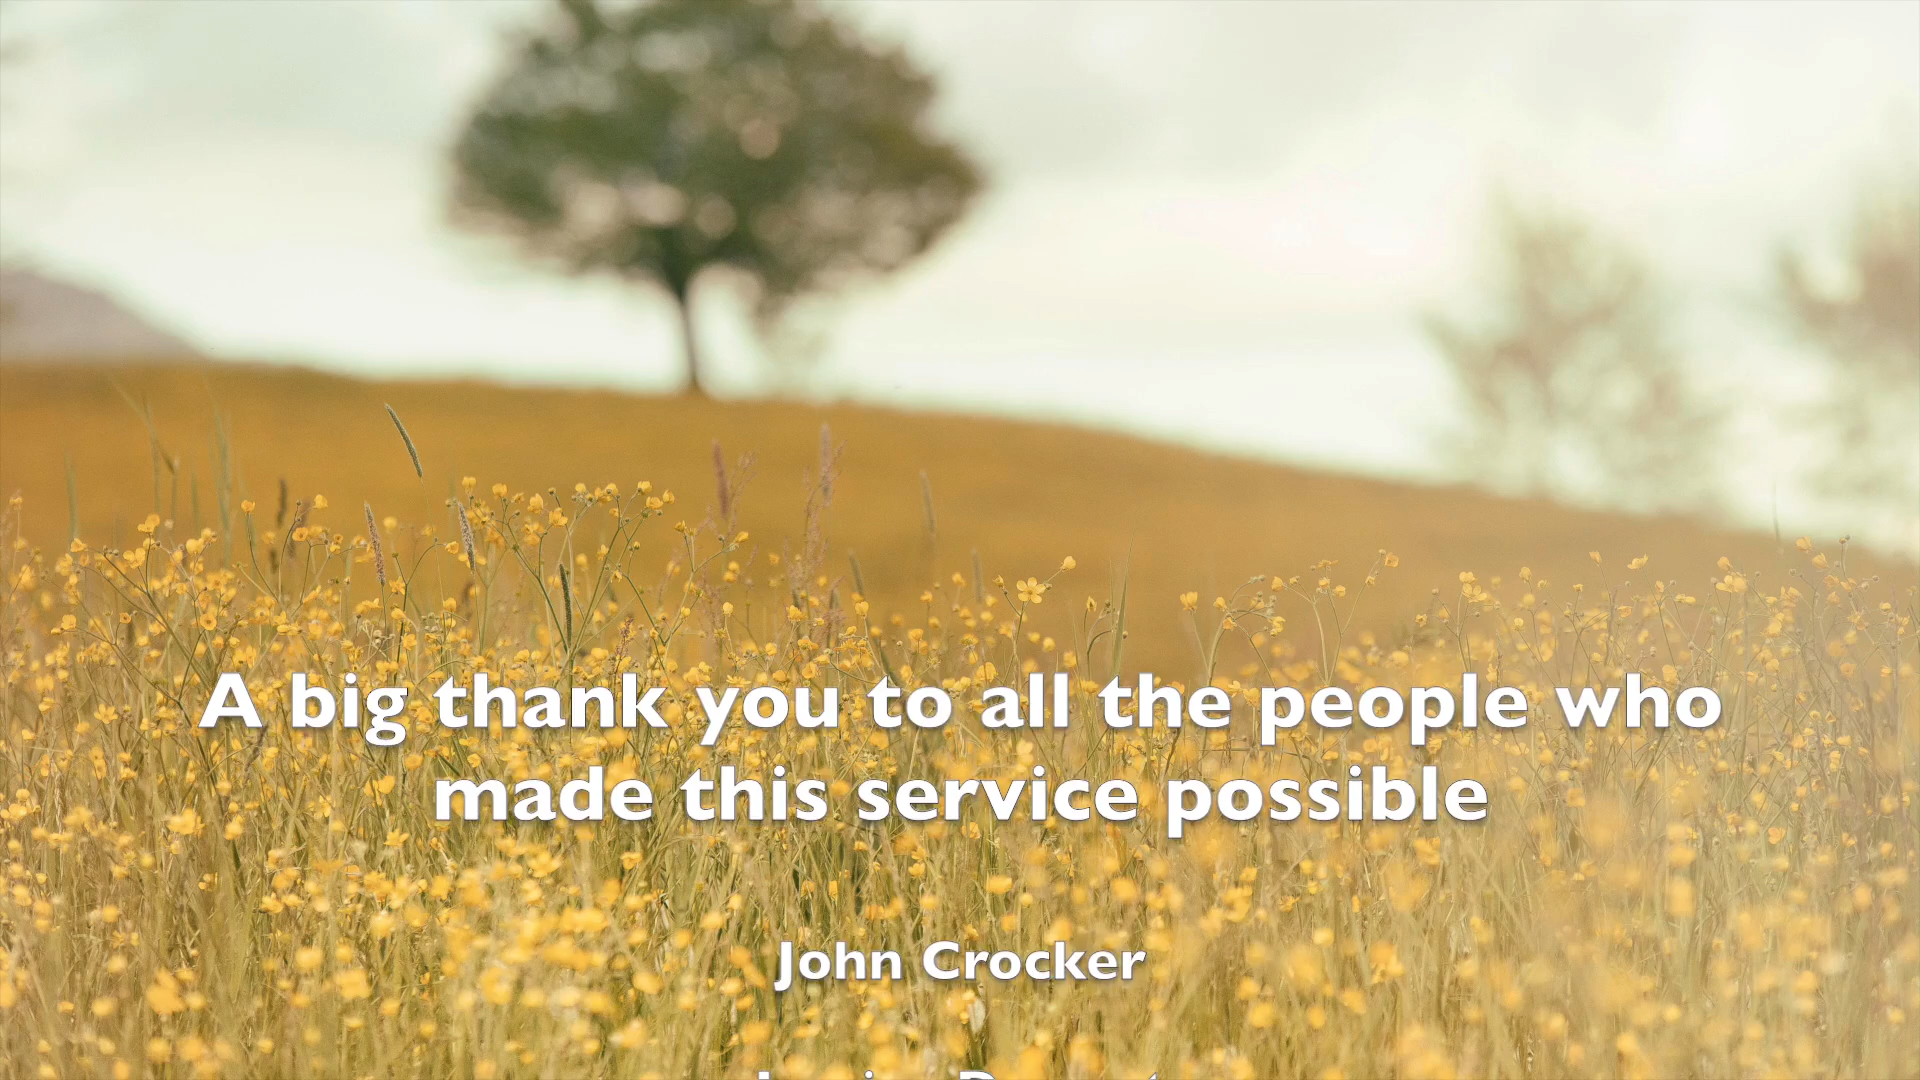 A big thank you to all the people who
made this service possible
John Crocker